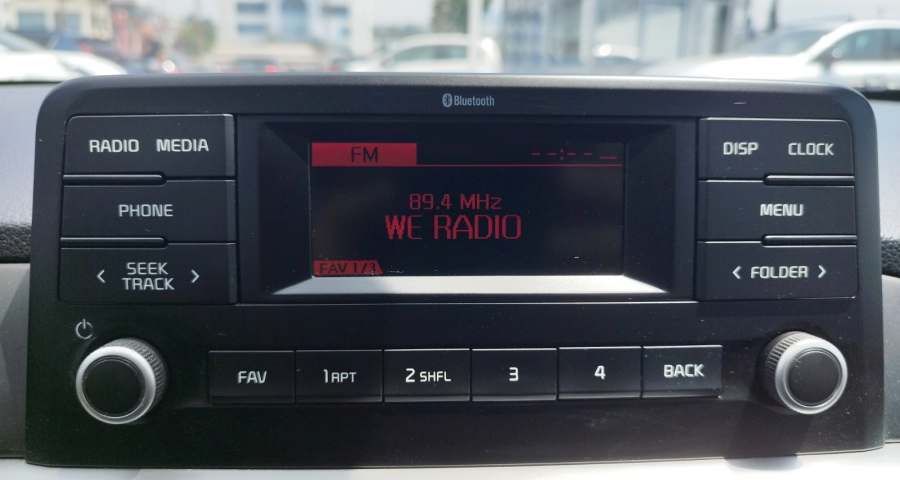 Bluetooth
RADIO MEDIA
PHONE
< SEEK TRACK >
FM --:--
89.4 MHz
WE RADIO
FAV 1/3
DISP CLOCK
MENU
< FOLDER >
FAV
1 RPT
2 SHFL
3
4
BACK